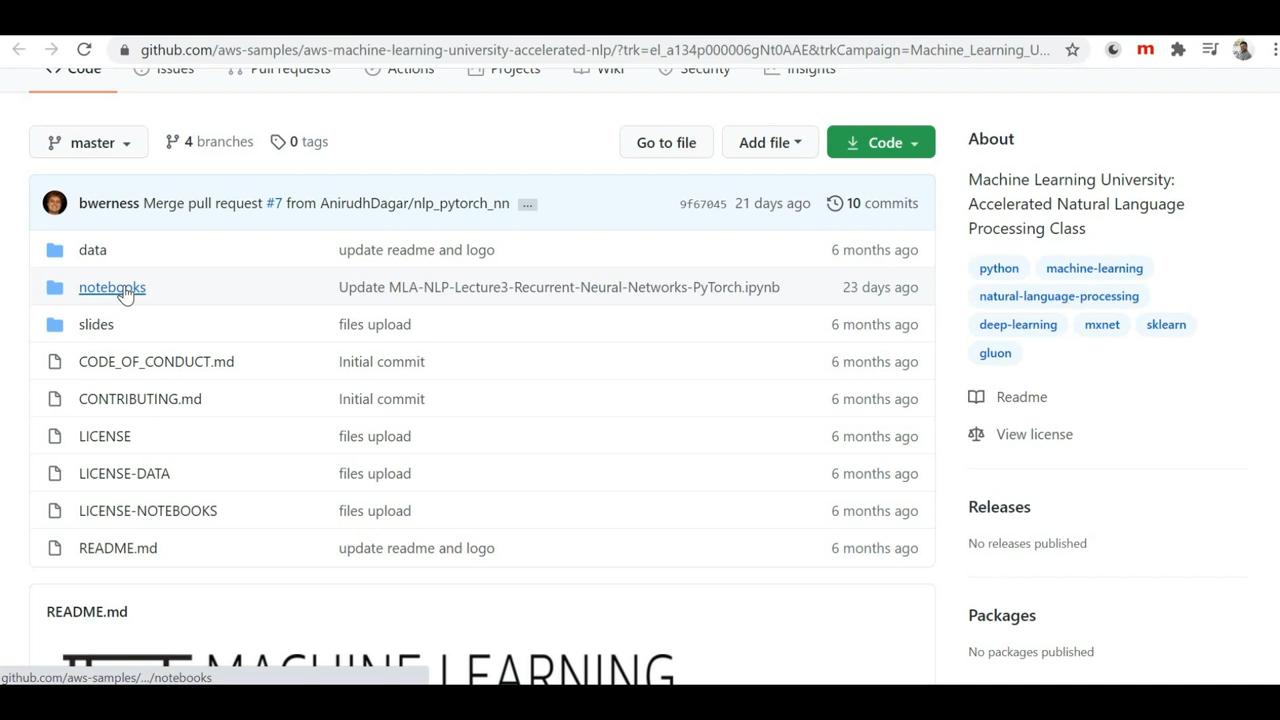 github.com/aws-samples/aws-machine-learning-university-accelerated-nlp/?trk=el_a134p000006gNt0AAE&trkCampaign=Machine_Learning_U...
Code Issues Pull requests Actions Projects Wiki Security Insights
master 4 branches 0 tags Go to file Add file Code
bwerness Merge pull request #7 from AnirudhDagar/nlp_pytorch_nn ... 9f67045 21 days ago 10 commits
data update readme and logo 6 months ago
notebooks Update MLA-NLP-Lecture3-Recurrent-Neural-Networks-PyTorch.ipynb 23 days ago
slides files upload 6 months ago
CODE_OF_CONDUCT.md Initial commit 6 months ago
CONTRIBUTING.md Initial commit 6 months ago
LICENSE files upload 6 months ago
LICENSE-DATA files upload 6 months ago
LICENSE-NOTEBOOKS files upload 6 months ago
README.md update readme and logo 6 months ago
README.md
MACHINE LEARNING
About
Machine Learning University:
Accelerated Natural Language
Processing Class
python machine-learning
natural-language-processing
deep-learning mxnet sklearn
gluon
Readme
View license
Releases
No releases published
Packages
No packages published
github.com/aws-samples/.../notebooks